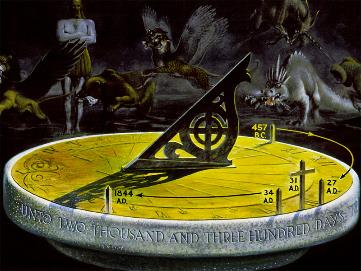 457
B.C.
27
A.D.
31
A.D.
34
A.D.
1844
A.D.
UNTO TWO THOUSAND AND THREE HUNDRED DAYS